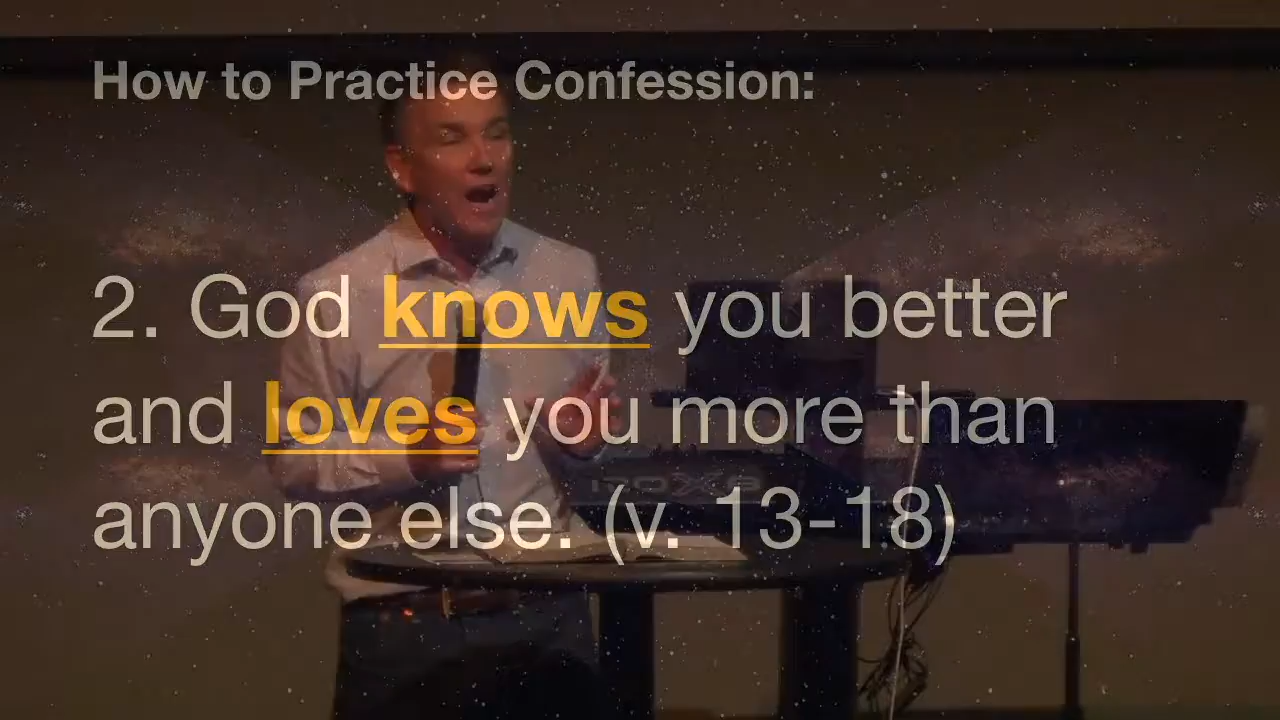 How to Practice Confession:
2. God knows you better
and loves you more than
anyone else. (v. 13-18)